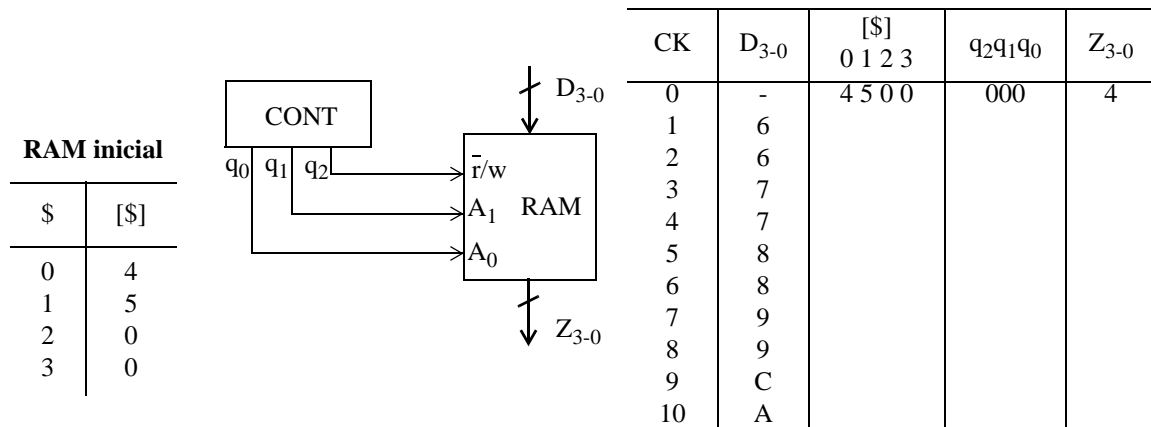 RAM inicial
$ [$]
0 4
1 5
2 0
3 0
CONT
q0 q1 q2
D3-0
r̄/w
A1 RAM
A0
Z3-0
CK D3-0 [$] 0 1 2 3 q2q1q0 Z3-0
0 - 4 5 0 0 000 4
1 6
2 6
3 7
4 7
5 8
6 8
7 9
8 9
9 C
10 A